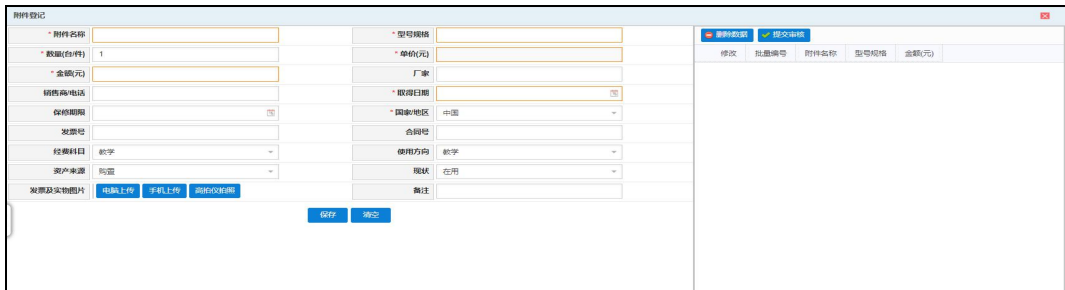 附件登记
* 附件名称 * 型号规格
* 数量(台/件) 1 * 单价(元)
* 金额(元) 厂家
销售商/电话 * 取得日期
保修期限 * 国家/地区 中国
发票号 合同号
经费科目 教学 使用方向 教学
资产来源 购置 现状 在用
发票及实物图片 电脑上传 手机上传 高拍仪拍照 备注
保存 清空
删除数据 提交审核
修改 批量编号 附件名称 型号规格 金额(元)